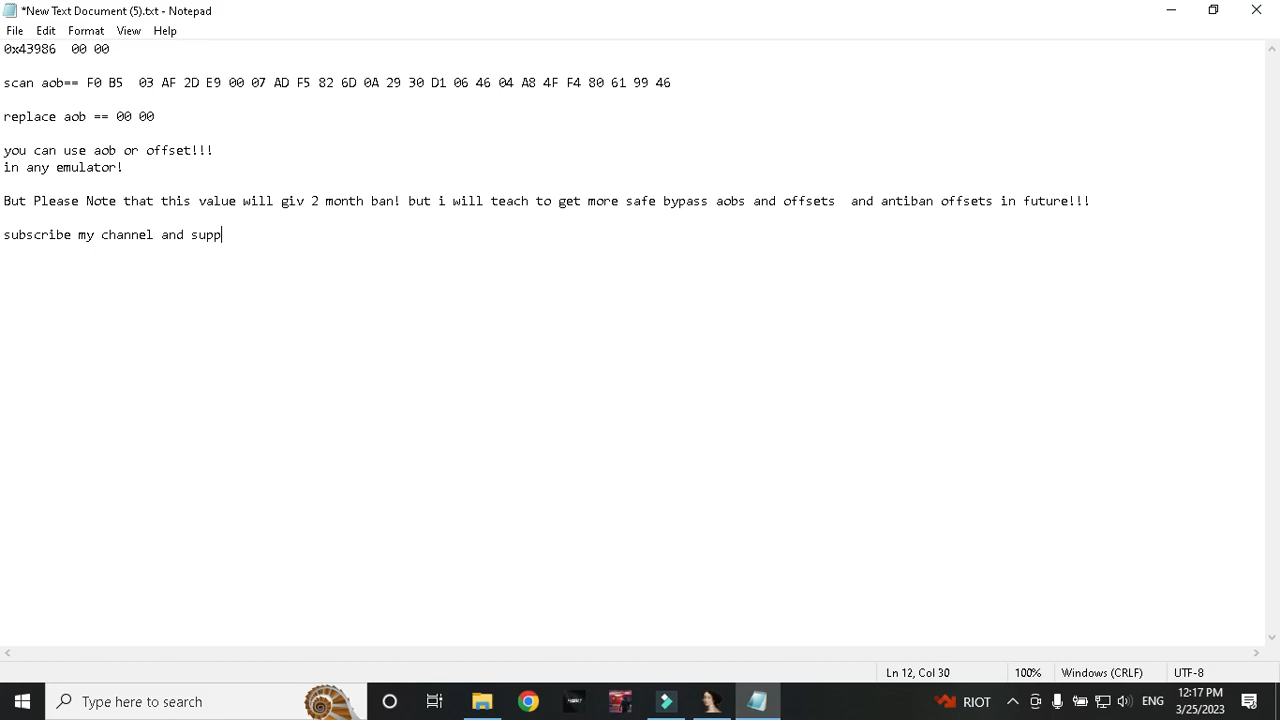 *New Text Document (5).txt - Notepad
File Edit Format View Help
0x43986  00 00
scan aob== F0 B5  03 AF 2D E9 00 07 AD F5 82 6D 0A 29 30 D1 06 46 04 A8 4F F4 80 61 99 46
replace aob == 00 00
you can use aob or offset!!!
in any emulator!
But Please Note that this value will giv 2 month ban! but i will teach to get more safe bypass aobs and offsets  and antiban offsets in future!!!
subscribe my channel and supp
Ln 12, Col 30 100% Windows (CRLF) UTF-8
Type here to search RIOT ENG 12:17 PM
3/25/2023